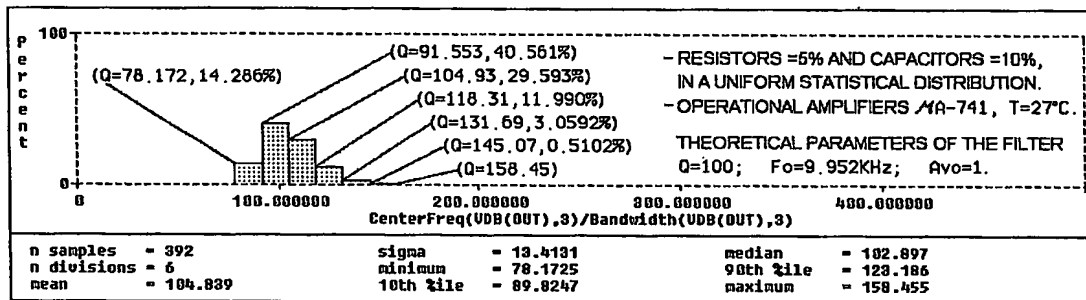 Percent
100
0
(Q=78.172,14.286%)
(Q=91.553,40.561%)
(Q=104.93,29.593%)
(Q=118.31,11.990%)
(Q=131.69,3.0592%)
(Q=145.07,0.5102%)
(Q=158.45)
- RESISTORS =5% AND CAPACITORS =10%,
IN A UNIFORM STATISTICAL DISTRIBUTION.
- OPERATIONAL AMPLIFIERS μA-741, T=27°C.
THEORETICAL PARAMETERS OF THE FILTER
Q=100; Fo=9.952KHz; Avo=1.
0 100.000000 200.000000 300.000000 400.000000
CenterFreq(VDB(OUT),3)/Bandwidth(VDB(OUT),3)
n samples = 392 sigma = 13.4131 median = 102.897
n divisions = 6 minimum = 78.1725 90th %ile = 123.186
mean = 104.839 10th %ile = 89.8247 maximum = 158.455